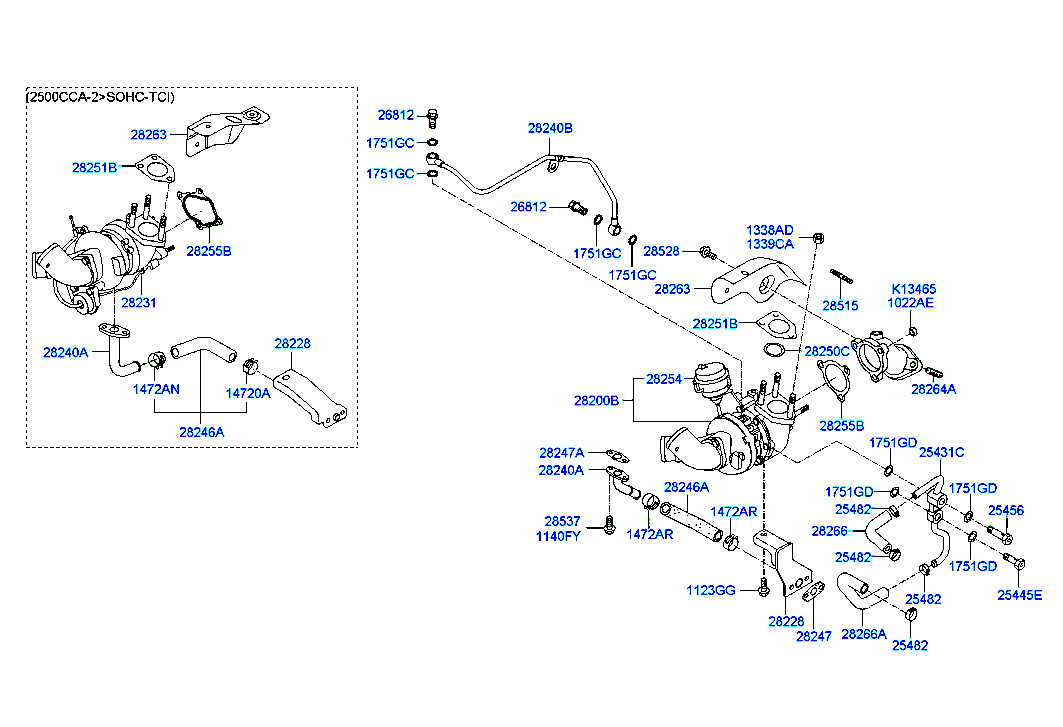 (2500CCA-2>SOHC-TCI)
28263
28251B
28255B
28231
28240A
28228
1472AN
14720A
28246A
26812
1751GC
1751GC
28240B
26812
1751GC
1751GC
28528
1338AD
1339CA
28263
28515
K13465
1022AE
28251B
28250C
28264A
28254
28200B
28255B
28247A
28240A
28246A
28537
1140FY
1472AR
1472AR
1751GD
25431C
1751GD
1751GD
25482
25456
28266
25482
1751GD
1123GG
28228
28247
28266A
25482
25482
25445E